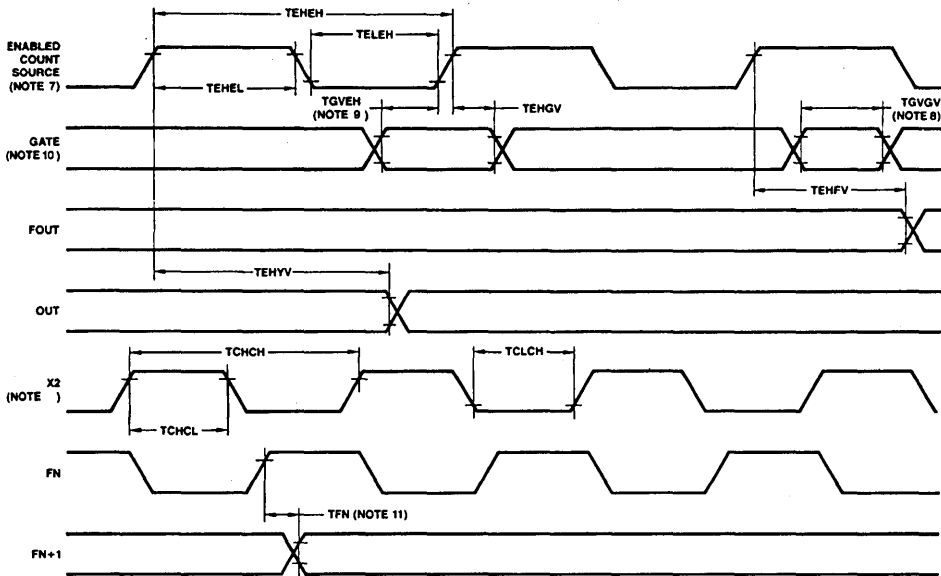 TEHEH
TELEH
ENABLED
COUNT
SOURCE
(NOTE 7)
TEHEL
TGVEH
(NOTE 9 )
TEHGV
TGVGV
(NOTE 8)
GATE
(NOTE 10)
TEHFV
FOUT
TEHYV
OUT
TCHCH
TCLCH
X2
(NOTE )
TCHCL
FN
TFN (NOTE 11)
FN+1